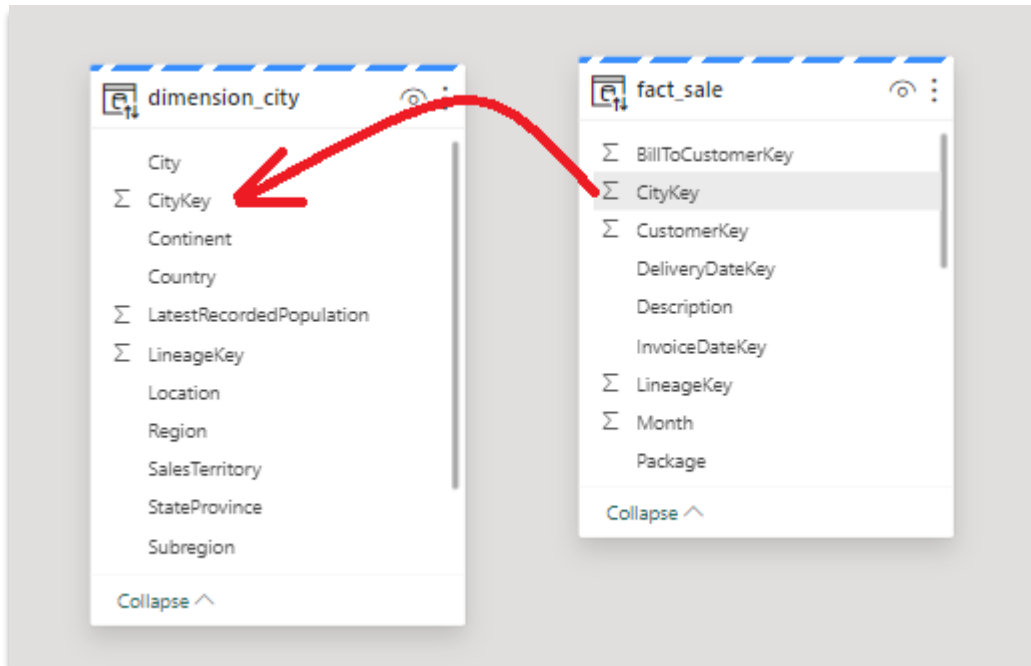 dimension_city
City
Σ CityKey
Continent
Country
Σ LatestRecordedPopulation
Σ LineageKey
Location
Region
SalesTerritory
StateProvince
Subregion
Collapse
fact_sale
Σ BillToCustomerKey
Σ CityKey
Σ CustomerKey
DeliveryDateKey
Description
InvoiceDateKey
Σ LineageKey
Σ Month
Package
Collapse